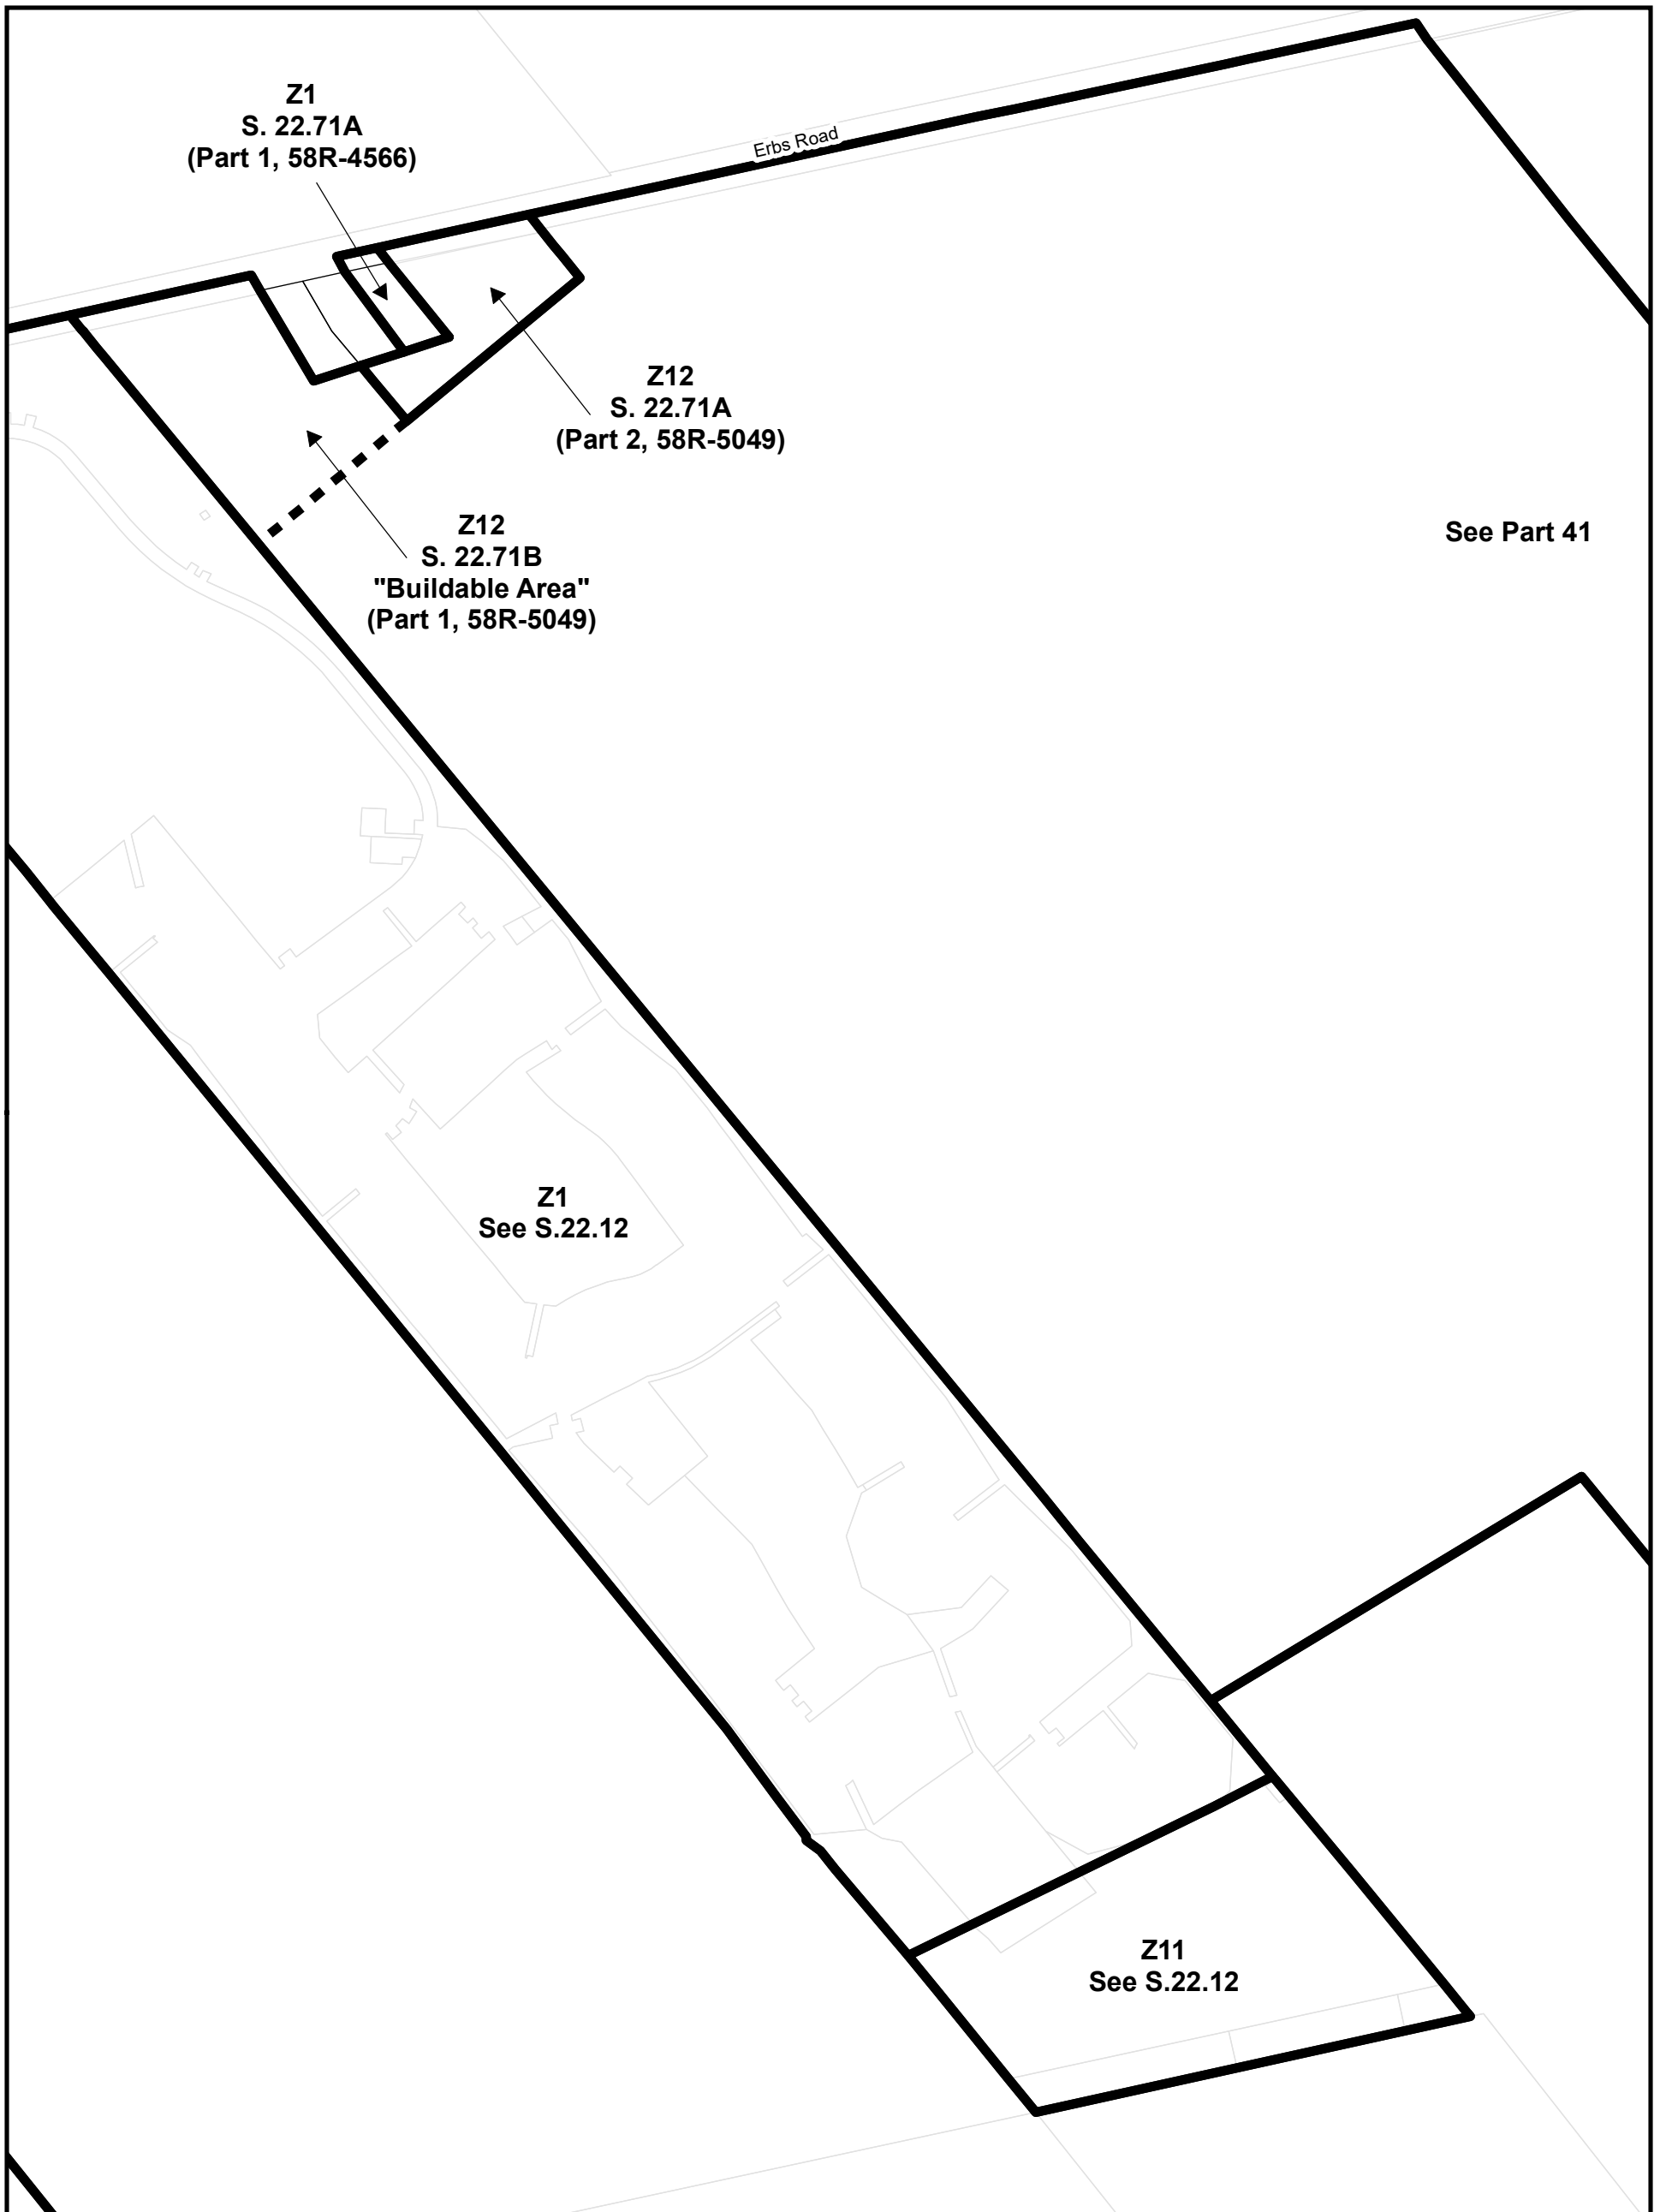 Z1
S. 22.71A
(Part 1, 58R-4566)
Erbs Road
Z12
S. 22.71A
(Part 2, 58R-5049)
Z12
S. 22.71B
"Buildable Area"
(Part 1, 58R-5049)
See Part 41
Z1
See S.22.12
Z11
See S.22.12